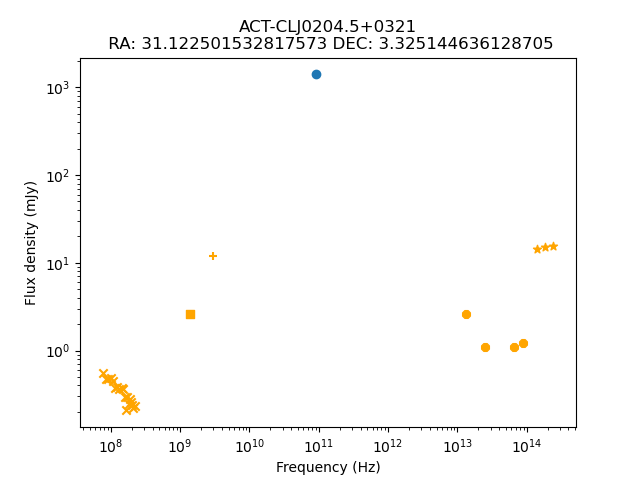 ACT-CLJ0204.5+0321
RA: 31.122501532817573 DEC: 3.325144636128705
Flux density (mJy)
10³
10²
10¹
10⁰
10⁸ 10⁹ 10¹⁰ 10¹¹ 10¹² 10¹³ 10¹⁴
Frequency (Hz)